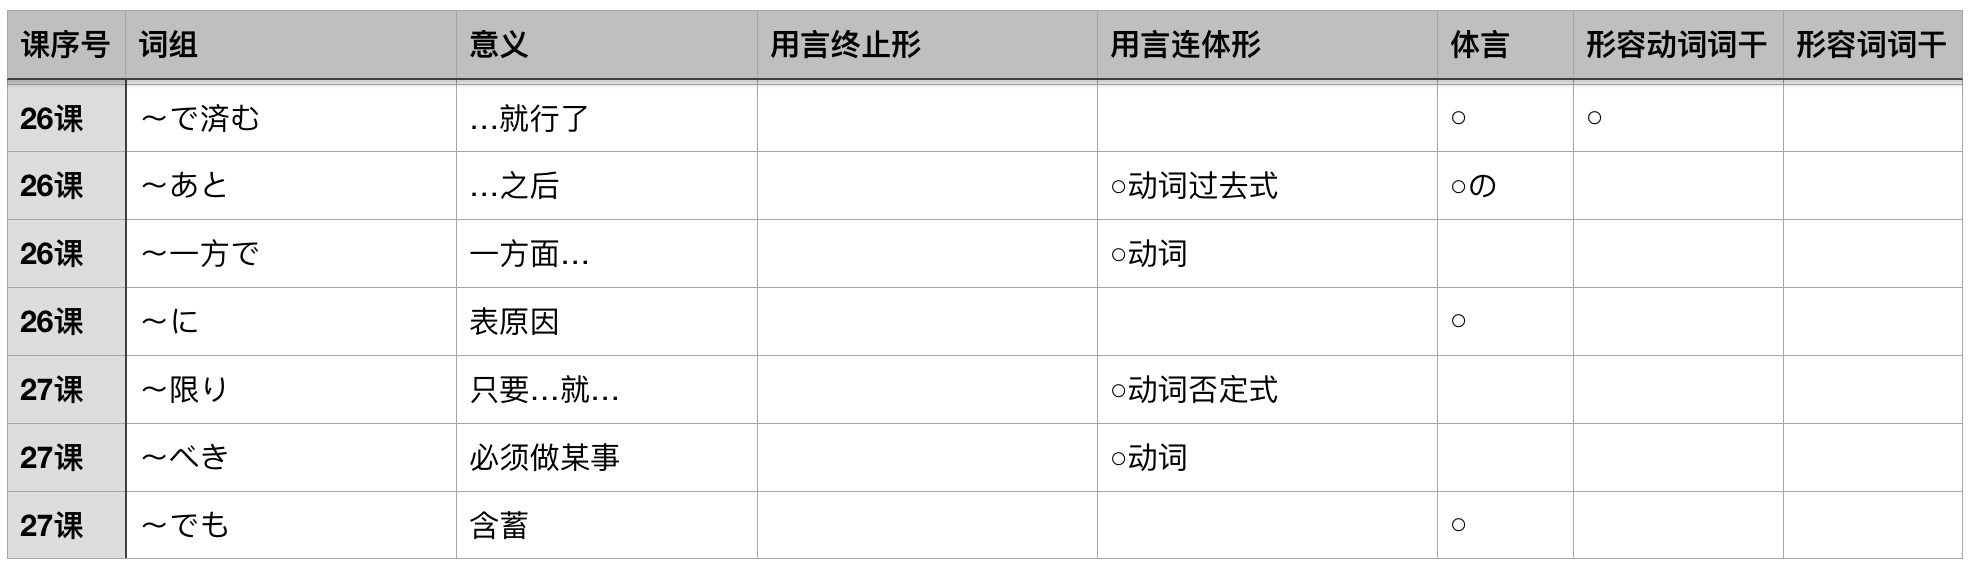 课序号 词组 意义 用言终止形 用言连体形 体言 形容动词词干 形容词词干
26课 ～で済む …就行了 ○ ○
26课 ～あと …之后 ○动词过去式 ○の
26课 ～一方で 一方面… ○动词
26课 ～に 表原因 ○
27课 ～限り 只要…就… ○动词否定式
27课 ～べき 必须做某事 ○动词
27课 ～でも 含蓄 ○